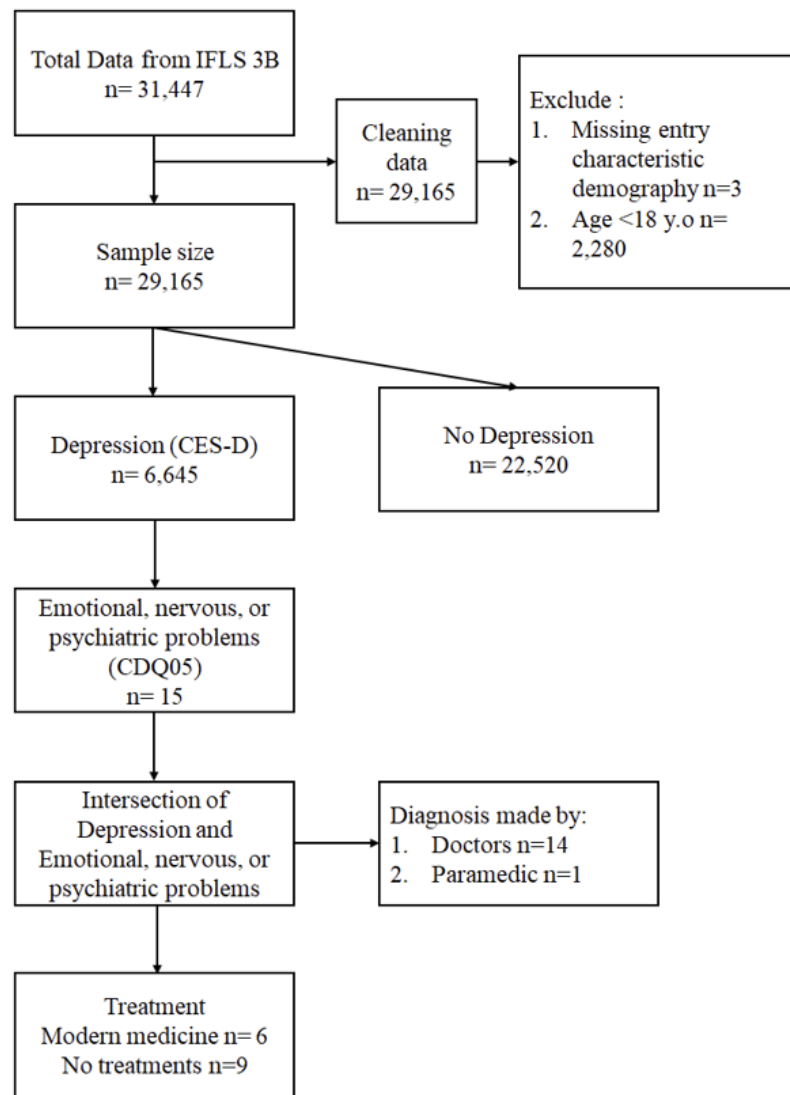 Total Data from IFLS 3B
n= 31,447
Cleaning
data
n= 29,165
Exclude :
1. Missing entry
characteristic
demography n=3
2. Age <18 y.o n=
2,280
Sample size
n= 29,165
Depression (CES-D)
n= 6,645
No Depression
n= 22,520
Emotional, nervous, or
psychiatric problems
(CDQ05)
n= 15
Intersection of
Depression and
Emotional, nervous, or
psychiatric problems
Diagnosis made by:
1. Doctors n=14
2. Paramedic n=1
Treatment
Modern medicine n= 6
No treatments n=9